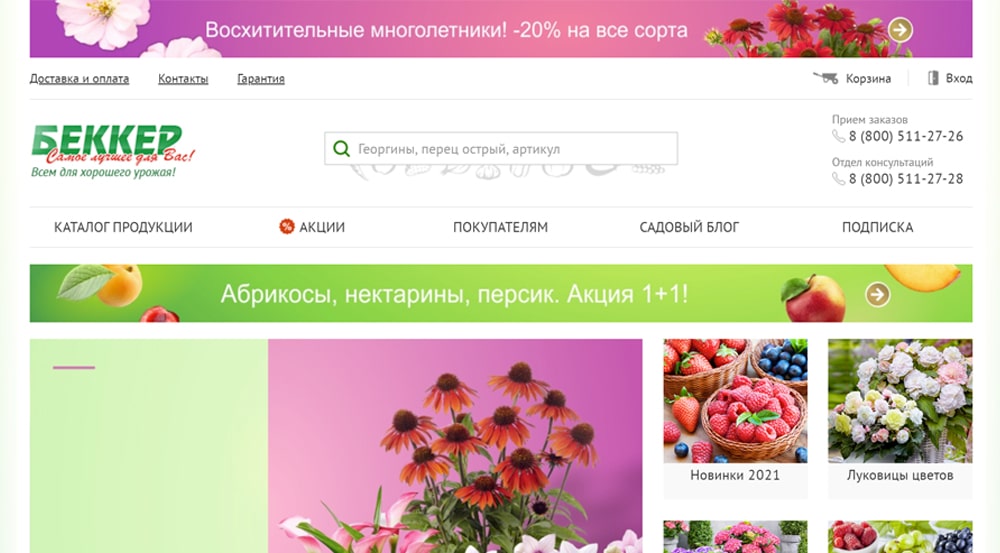 Восхитительные многолетники! -20% на все сорта
Доставка и оплата
Контакты
Гарантия
Корзина
Вход
БЕККЕР
Самое лучшее для Вас!
Всем для хорошего урожая!
Георгины, перец острый, артикул
Прием заказов
8 (800) 511-27-26
Отдел консультаций
8 (800) 511-27-28
КАТАЛОГ ПРОДУКЦИИ
% АКЦИИ
ПОКУПАТЕЛЯМ
САДОВЫЙ БЛОГ
ПОДПИСКА
Абрикосы, нектарины, персик. Акция 1+1!
Новинки 2021
Луковицы цветов